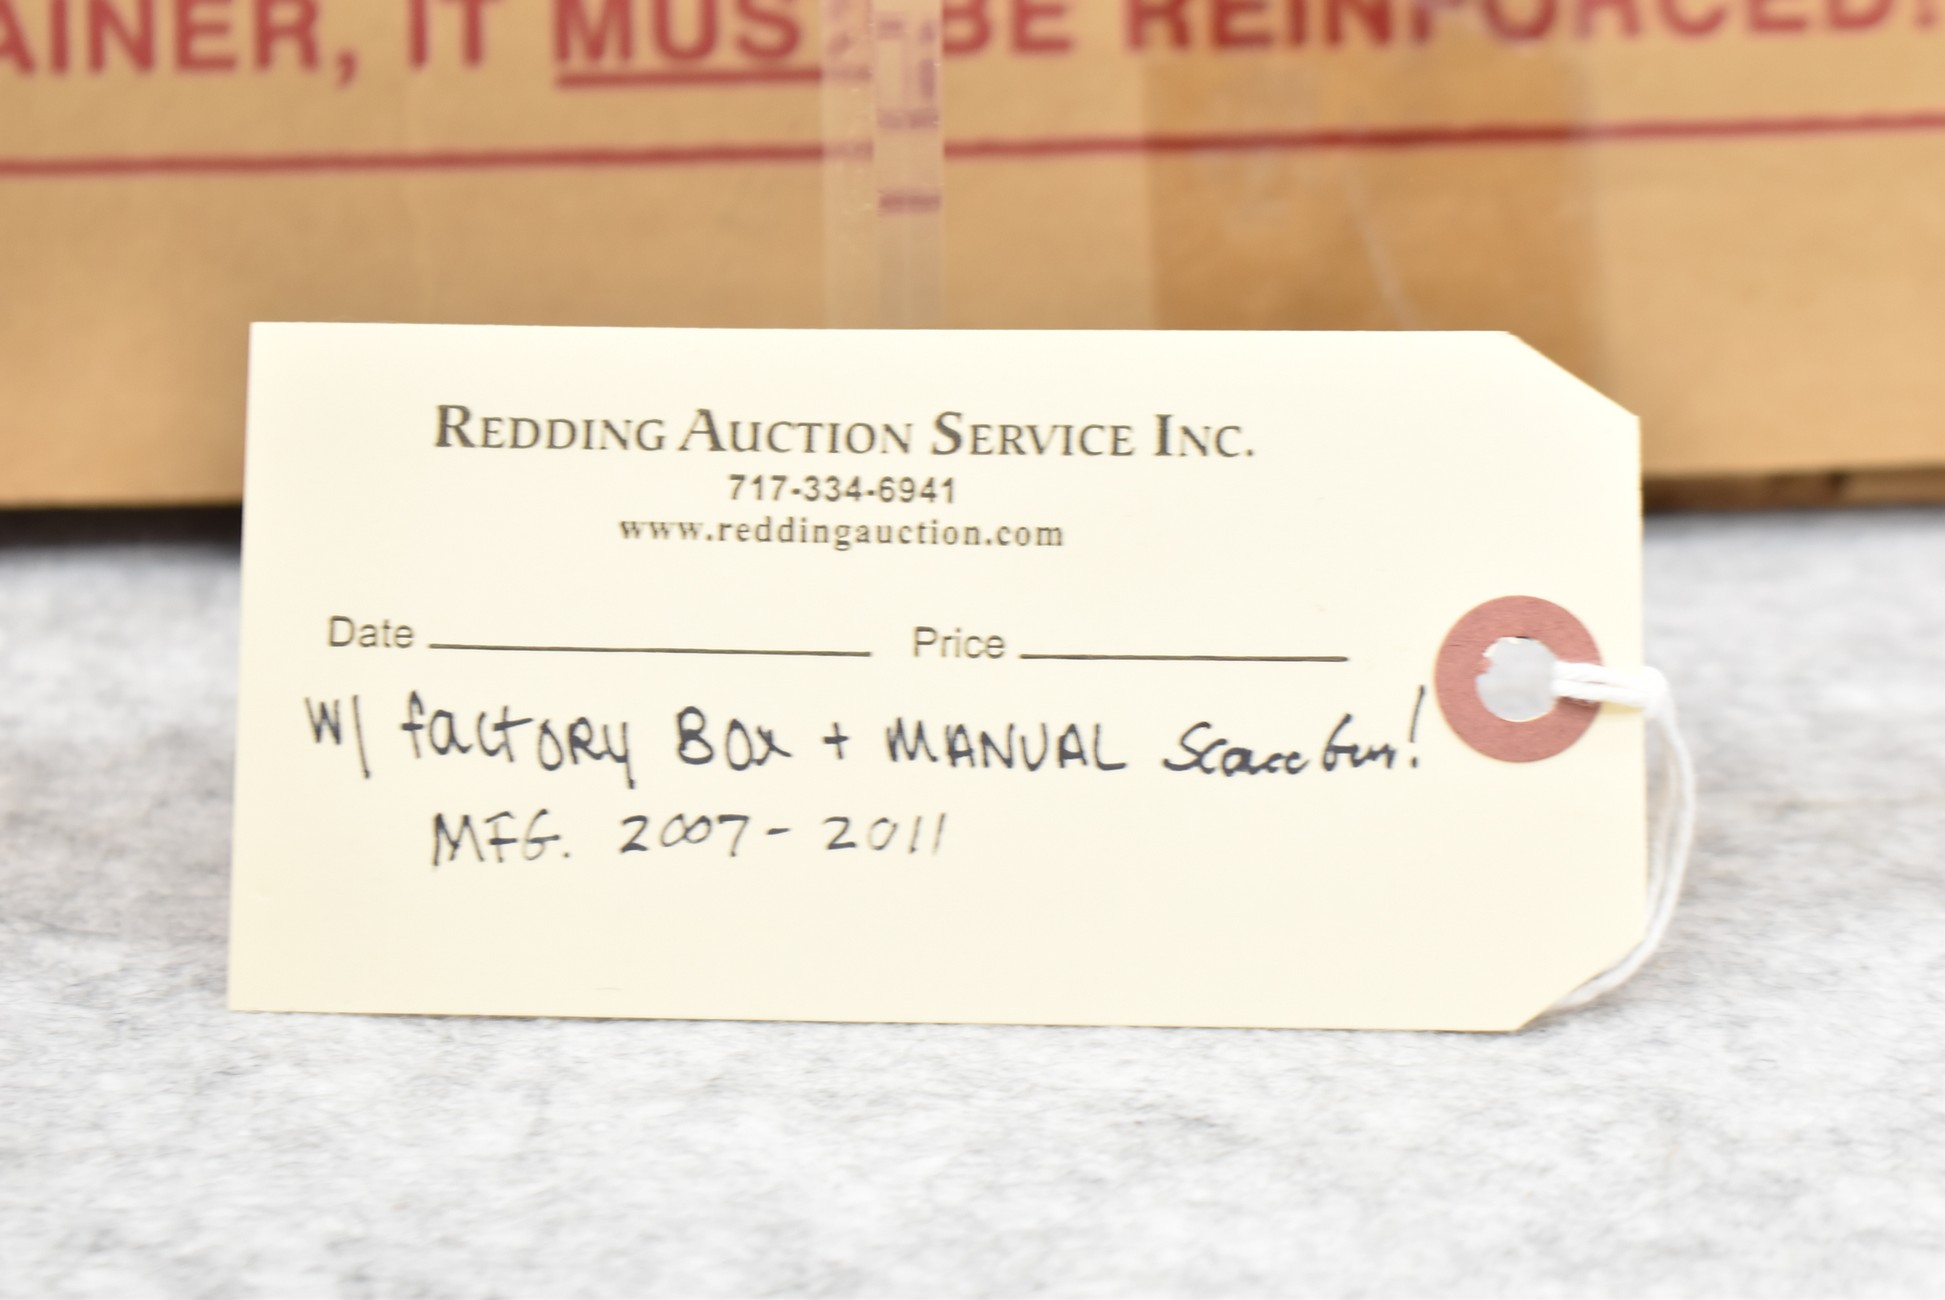 AINER, IT MUS BE REINFORCED!
REDDING AUCTION SERVICE INC.
717-334-6941
www.reddingauction.com
Date Price
W/ factory Box + MANUAL Scarce Gun!
MFG. 2007-2011